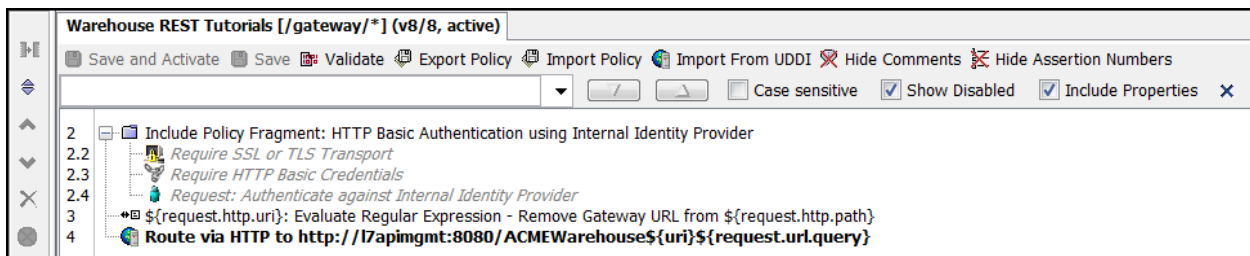 Warehouse REST Tutorials [/gateway/*] (v8/8, active)
Save and Activate Save Validate Export Policy Import Policy Import From UDDI Hide Comments Hide Assertion Numbers
Case sensitive Show Disabled Include Properties
2 Include Policy Fragment: HTTP Basic Authentication using Internal Identity Provider
2.2 Require SSL or TLS Transport
2.3 Require HTTP Basic Credentials
2.4 Request: Authenticate against Internal Identity Provider
3 ${request.http.uri}: Evaluate Regular Expression - Remove Gateway URL from ${request.http.path}
4 Route via HTTP to http://l7apimgmt:8080/ACMEWarehouse${uri}${request.url.query}